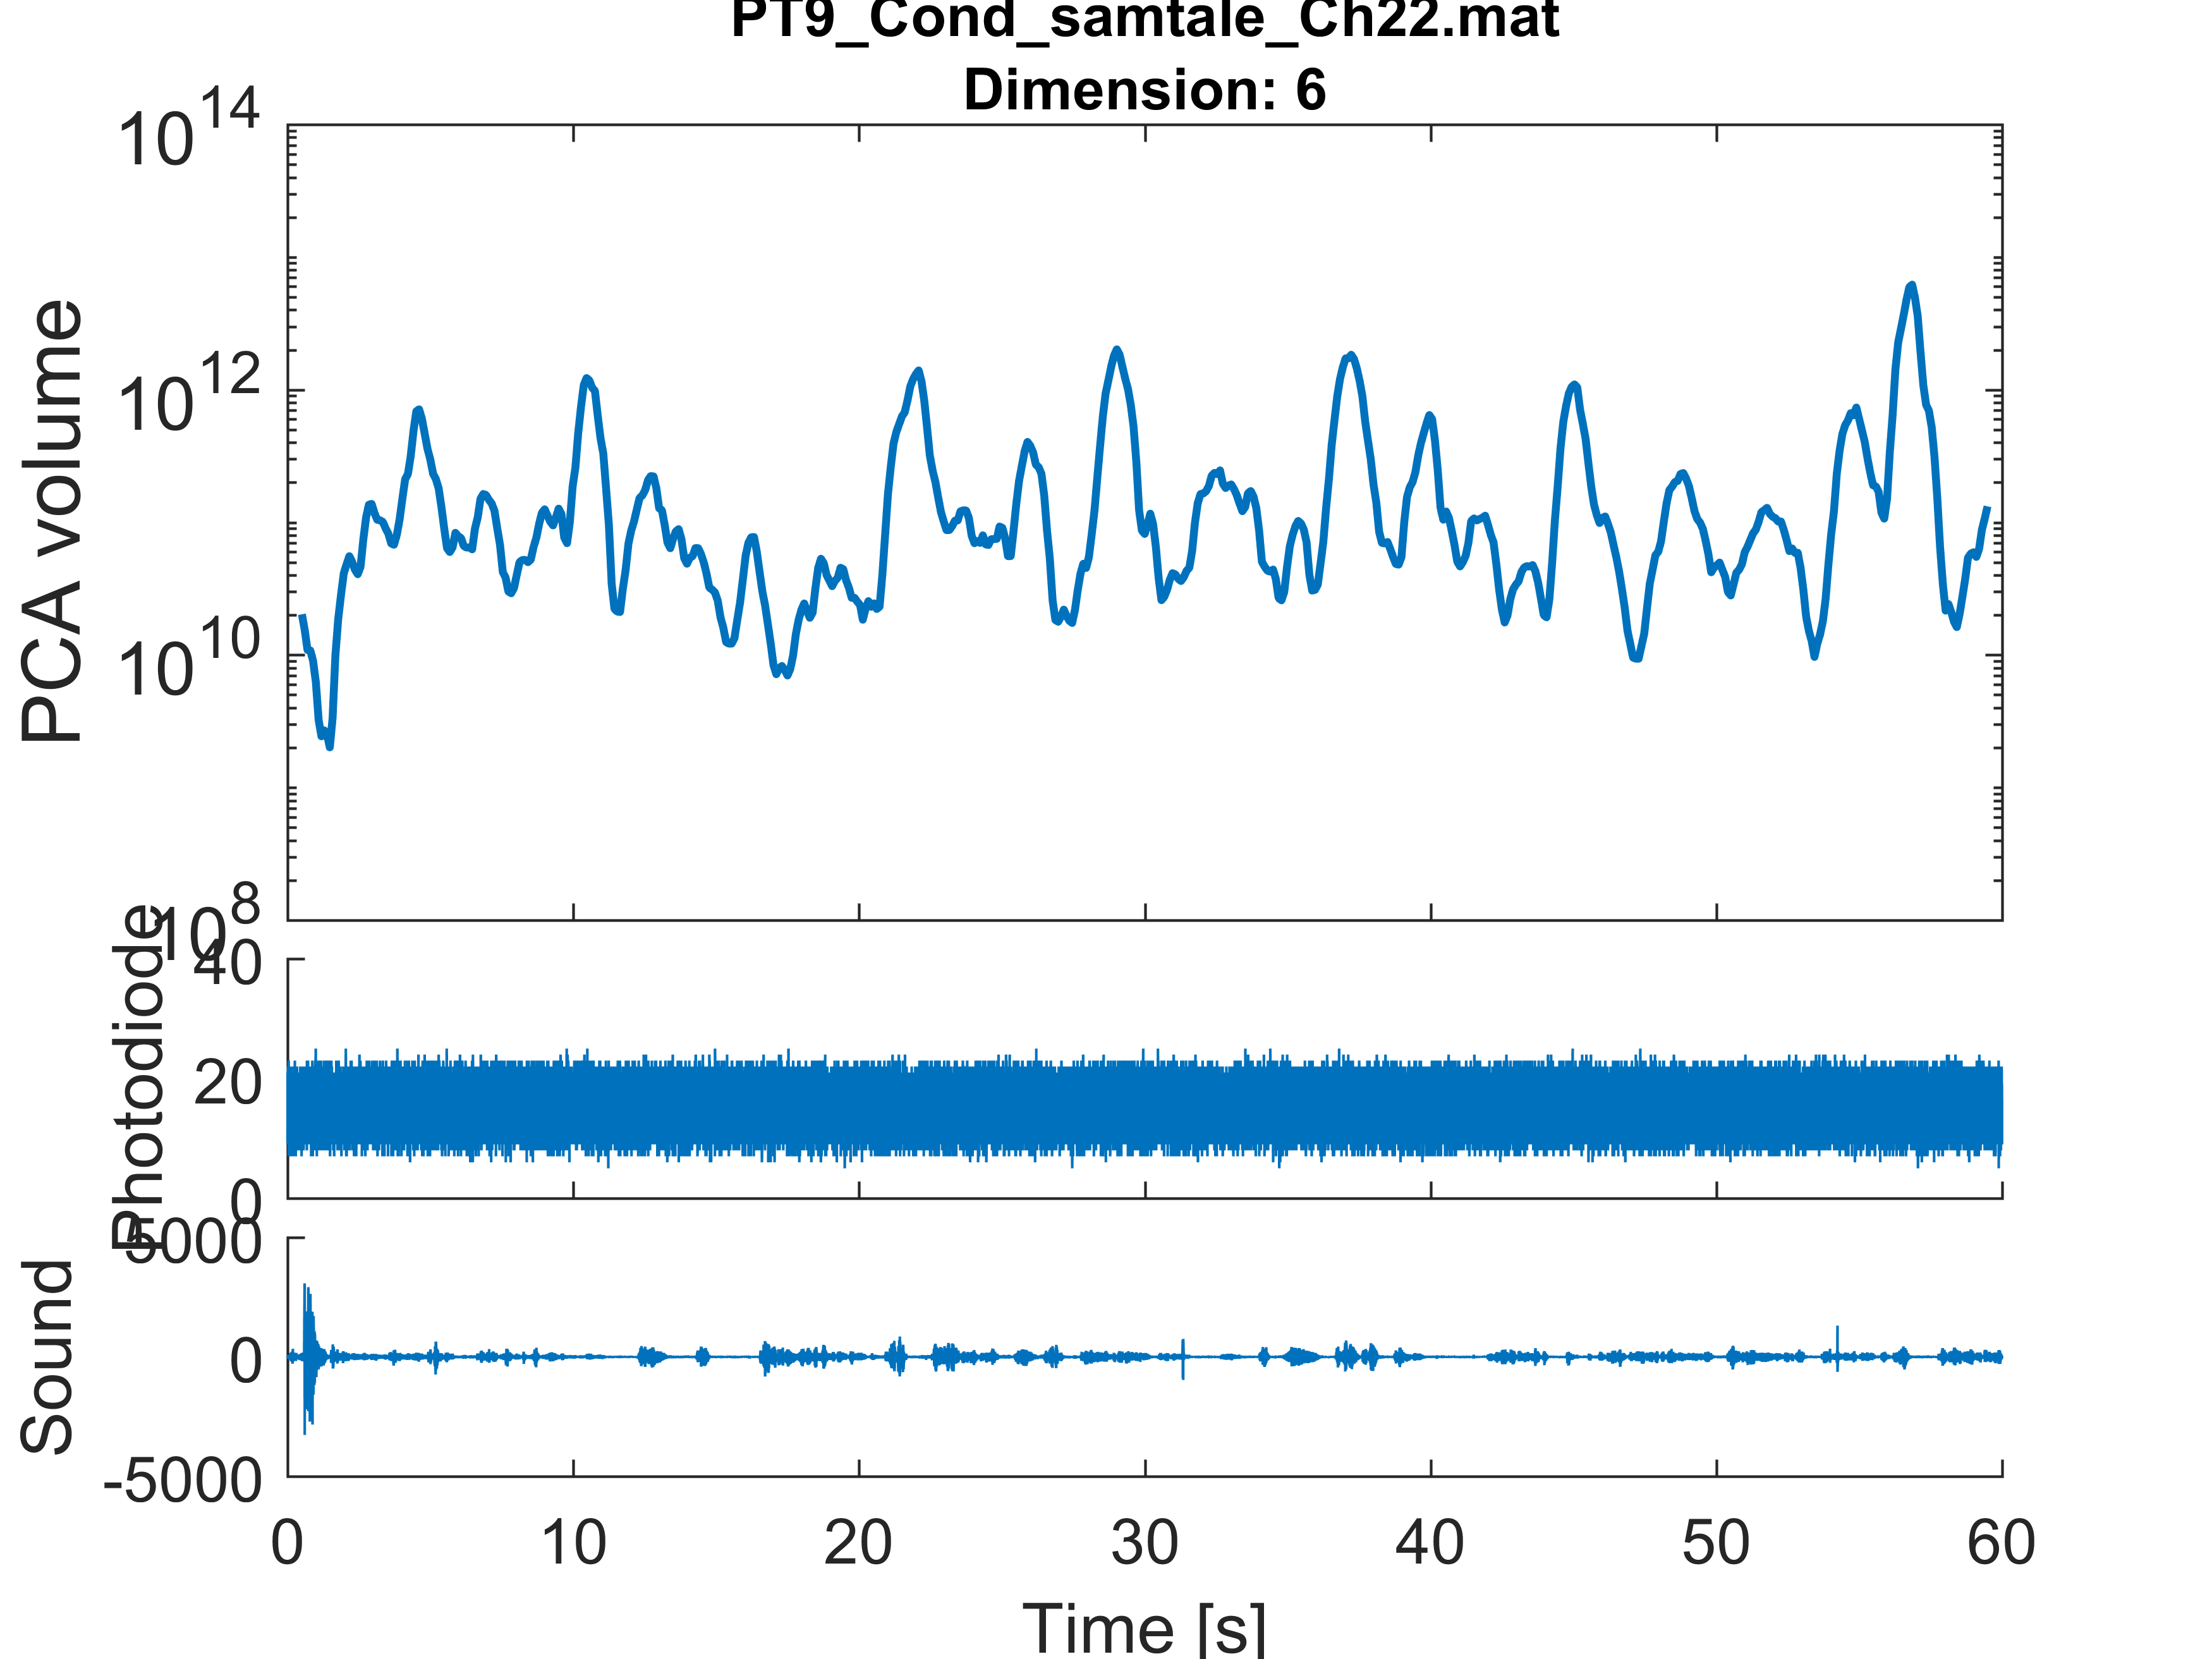 PT9_Cond_samtale_Ch22.mat
Dimension: 6
PCA volume
10^14
10^12
10^10
10^8
Photodiode
40
20
0
Sound
5000
0
-5000
0 10 20 30 40 50 60
Time [s]